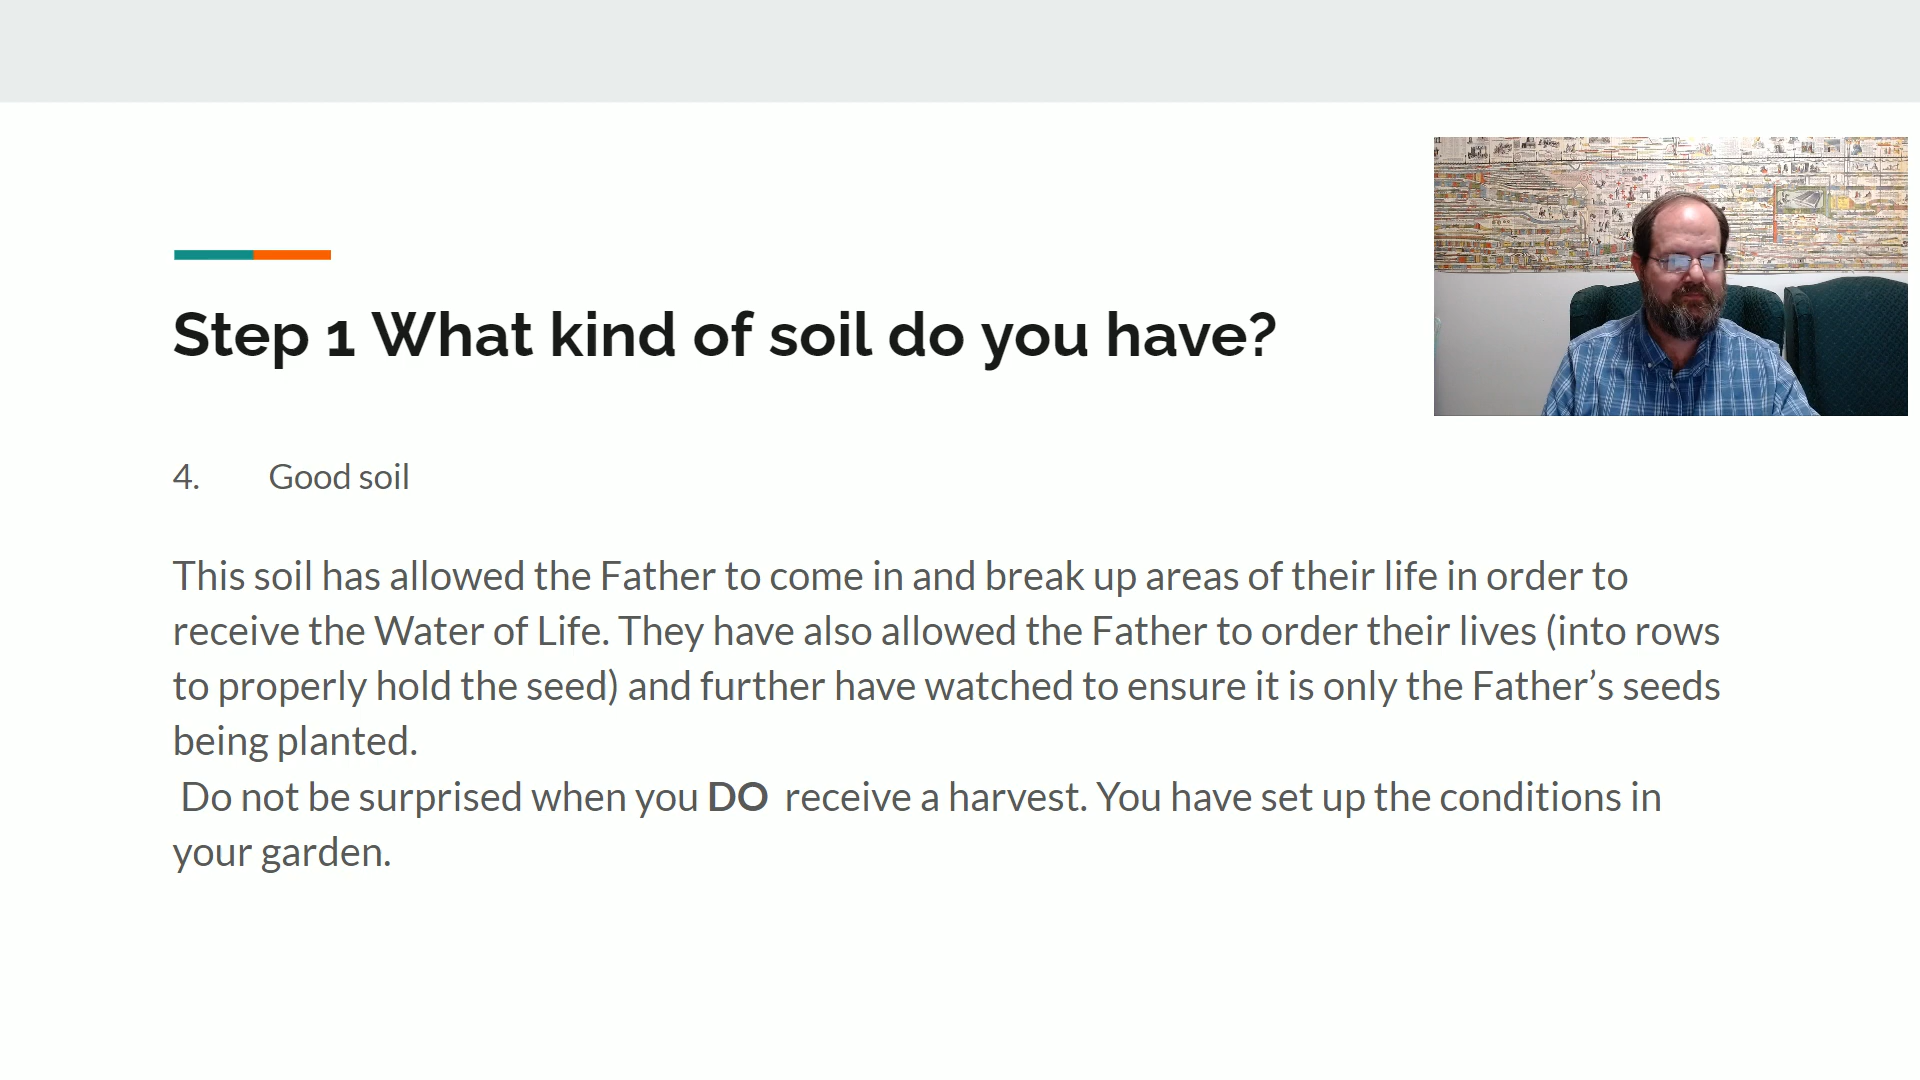 Step 1 What kind of soil do you have?
4. Good soil
This soil has allowed the Father to come in and break up areas of their life in order to
receive the Water of Life. They have also allowed the Father to order their lives (into rows
to properly hold the seed) and further have watched to ensure it is only the Father’s seeds
being planted.
Do not be surprised when you DO receive a harvest. You have set up the conditions in
your garden.